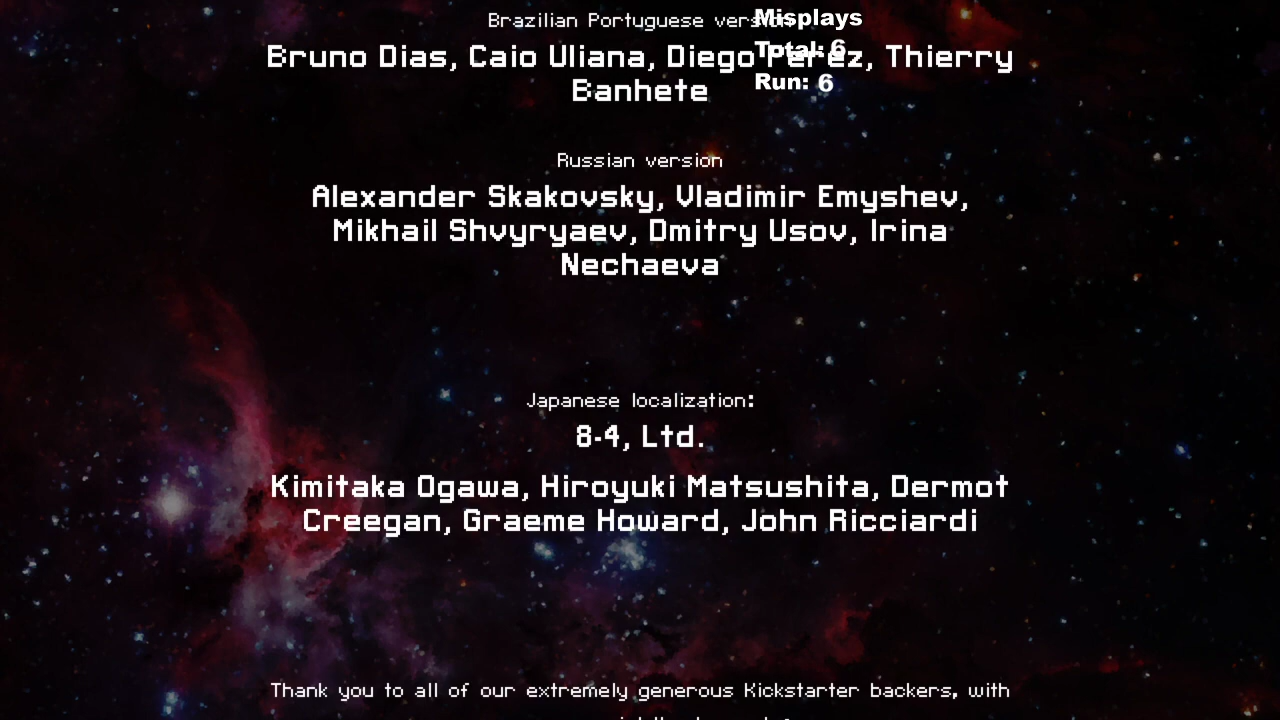 Brazilian Portuguese version
Misplays
Total: 6
Bruno Dias, Caio Uliana, Diego Perez, Thierry
Run: 6
Banhete
Russian version
Alexander Skakovsky, Vladimir Emyshev,
Mikhail Shvyryaev, Dmitry Usov, Irina
Nechaeva
Japanese localization:
8-4, Ltd.
Kimitaka Ogawa, Hiroyuki Matsushita, Dermot
Creegan, Graeme Howard, John Ricciardi
Thank you to all of our extremely generous Kickstarter backers, with